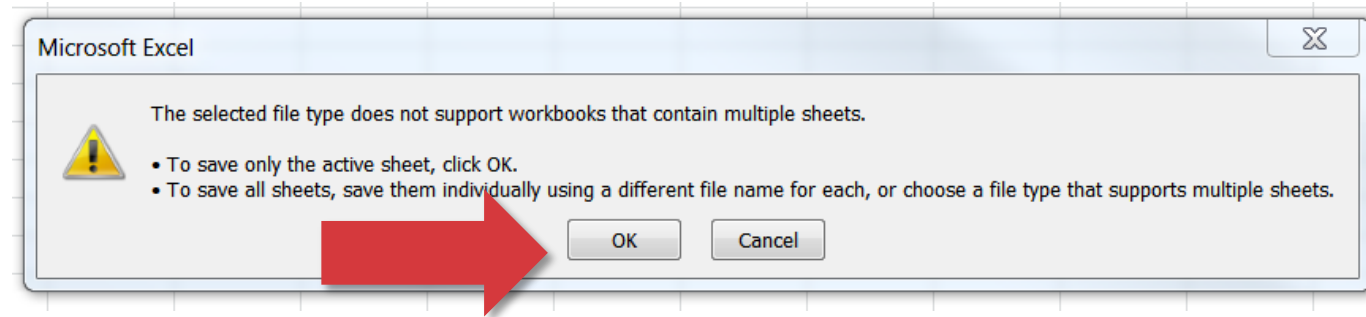 Microsoft Excel
The selected file type does not support workbooks that contain multiple sheets.
• To save only the active sheet, click OK.
• To save all sheets, save them individually using a different file name for each, or choose a file type that supports multiple sheets.
OK
Cancel